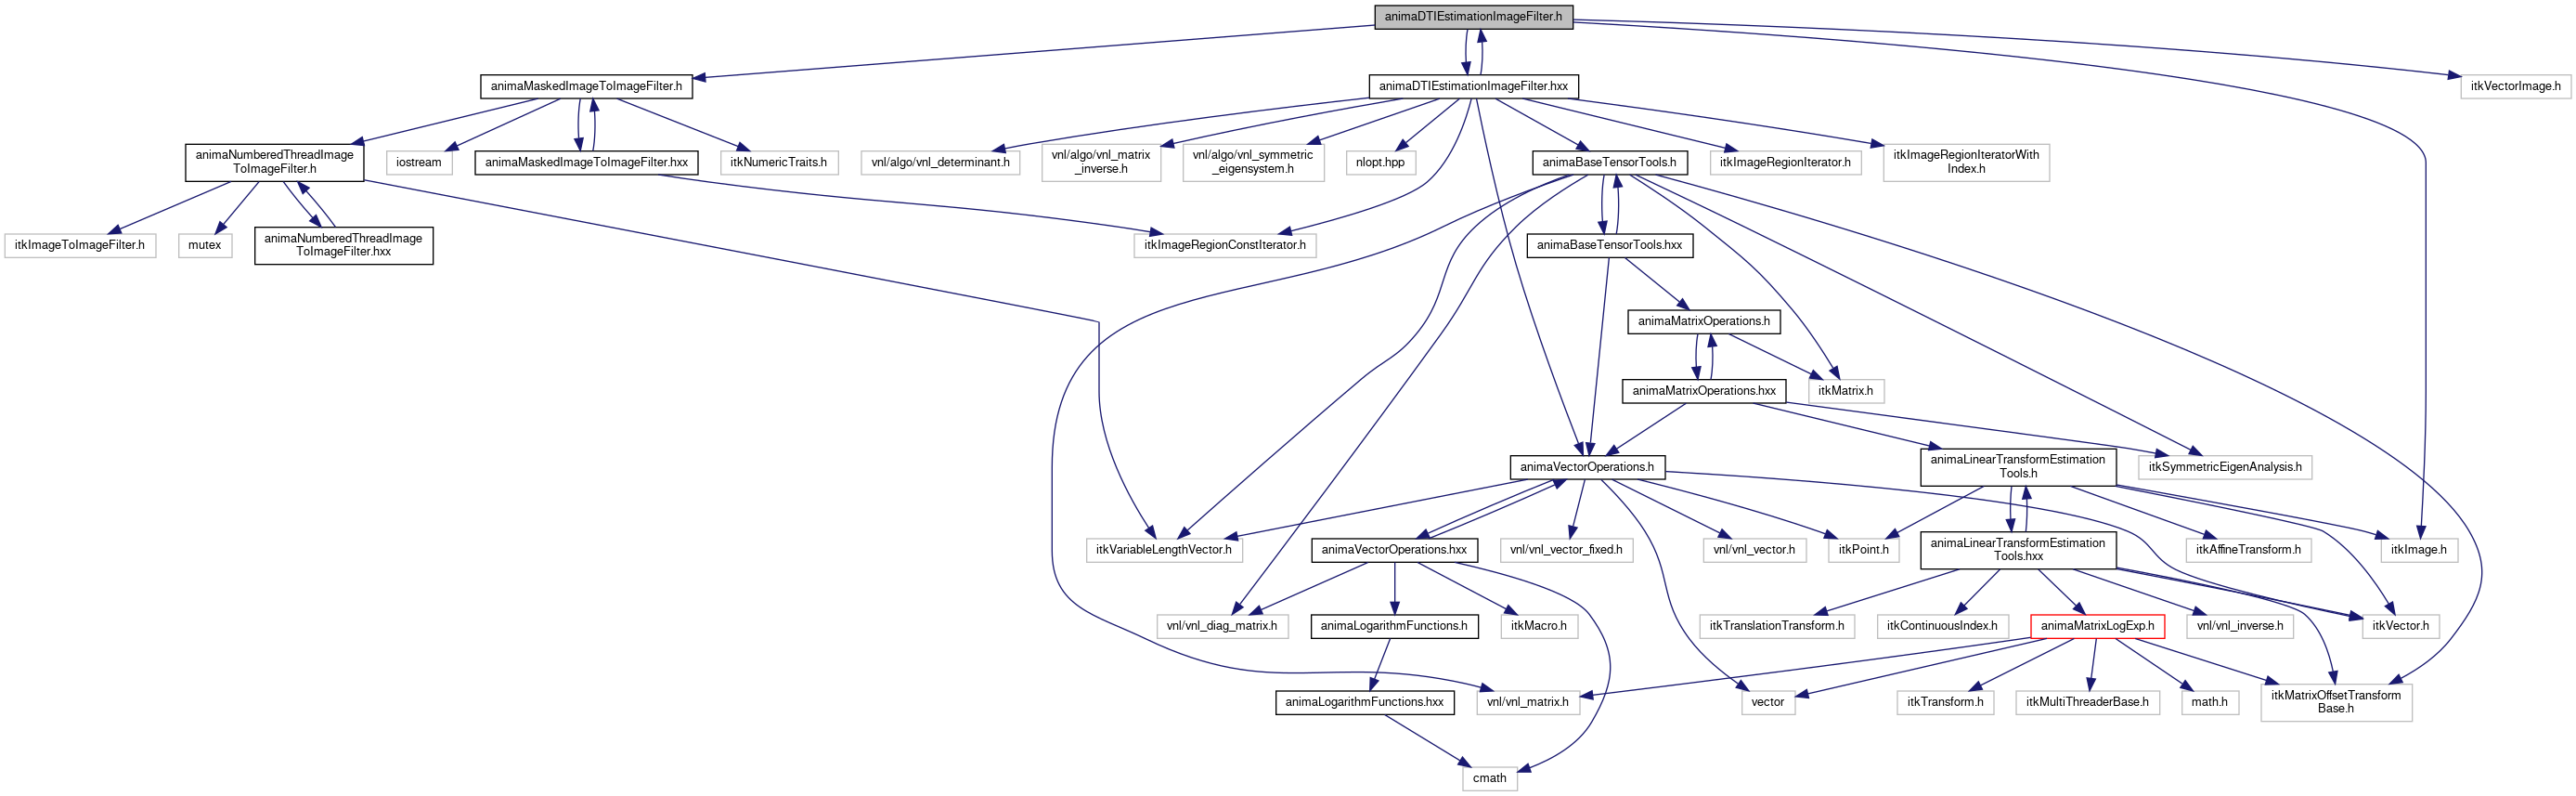 animaDTIEstimationImageFilter.h
animaMaskedImageToImageFilter.h
animaDTIEstimationImageFilter.hxx
itkVectorImage.h
animaNumberedThreadImage
ToImageFilter.h
iostream
animaMaskedImageToImageFilter.hxx
itkNumericTraits.h
vnl/algo/vnl_determinant.h
vnl/algo/vnl_matrix
_inverse.h
vnl/algo/vnl_symmetric
_eigensystem.h
nlopt.hpp
animaBaseTensorTools.h
itkImageRegionIterator.h
itkImageRegionIteratorWith
Index.h
itkImageToImageFilter.h
mutex
animaNumberedThreadImage
ToImageFilter.hxx
itkImageRegionConstIterator.h
animaBaseTensorTools.hxx
animaMatrixOperations.h
animaMatrixOperations.hxx
itkMatrix.h
animaVectorOperations.h
animaLinearTransformEstimation
Tools.h
itkSymmetricEigenAnalysis.h
itkVariableLengthVector.h
animaVectorOperations.hxx
vnl/vnl_vector_fixed.h
vnl/vnl_vector.h
itkPoint.h
animaLinearTransformEstimation
Tools.hxx
itkAffineTransform.h
itkImage.h
vnl/vnl_diag_matrix.h
animaLogarithmFunctions.h
itkMacro.h
itkTranslationTransform.h
itkContinuousIndex.h
animaMatrixLogExp.h
vnl/vnl_inverse.h
itkVector.h
animaLogarithmFunctions.hxx
vnl/vnl_matrix.h
vector
itkTransform.h
itkMultiThreaderBase.h
math.h
itkMatrixOffsetTransform
Base.h
cmath